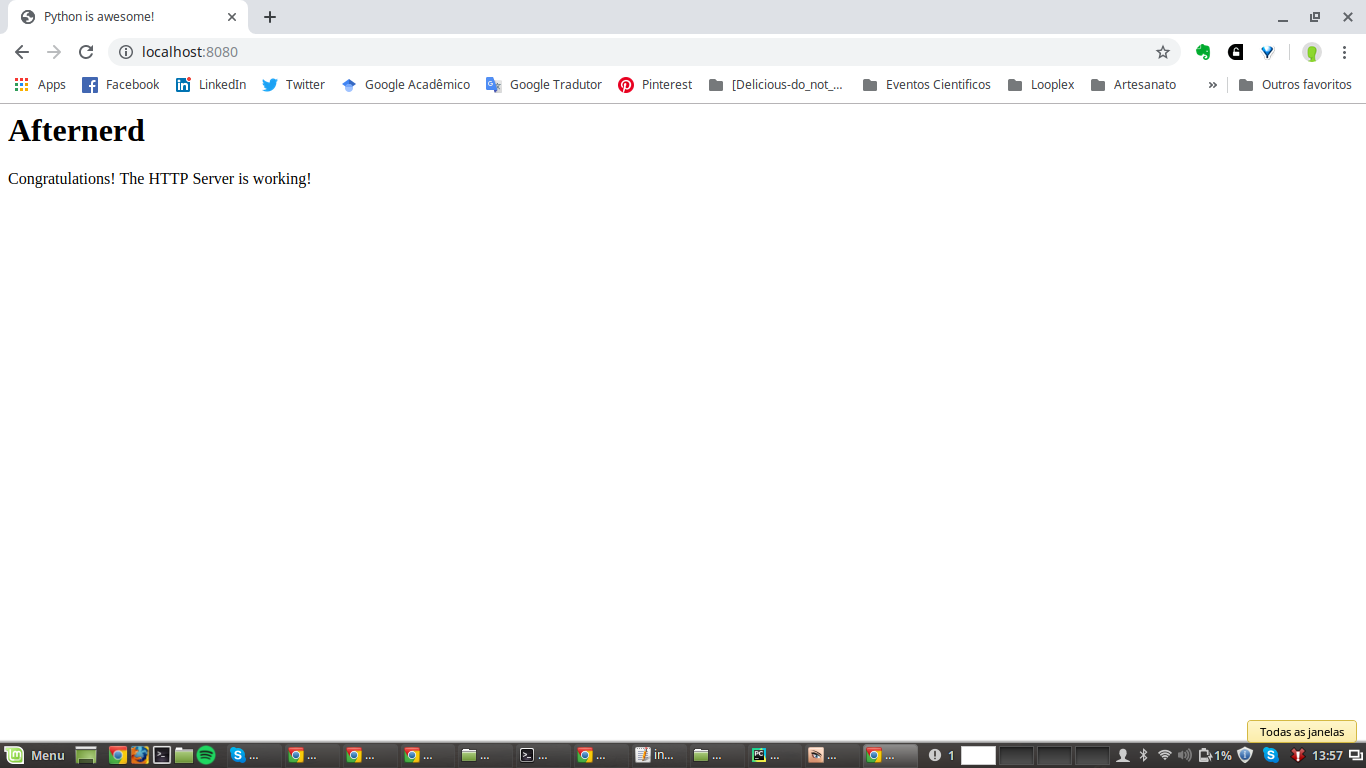 Python is awesome!
localhost:8080
Apps Facebook LinkedIn Twitter Google Acadêmico Google Tradutor Pinterest [Delicious-do_not_... Eventos Cientificos Looplex Artesanato » Outros favoritos
Afternerd
Congratulations! The HTTP Server is working!
Todas as janelas
Menu ... ... ... ... ... ... ... in... ... ... ... ... 1 1% 13:57